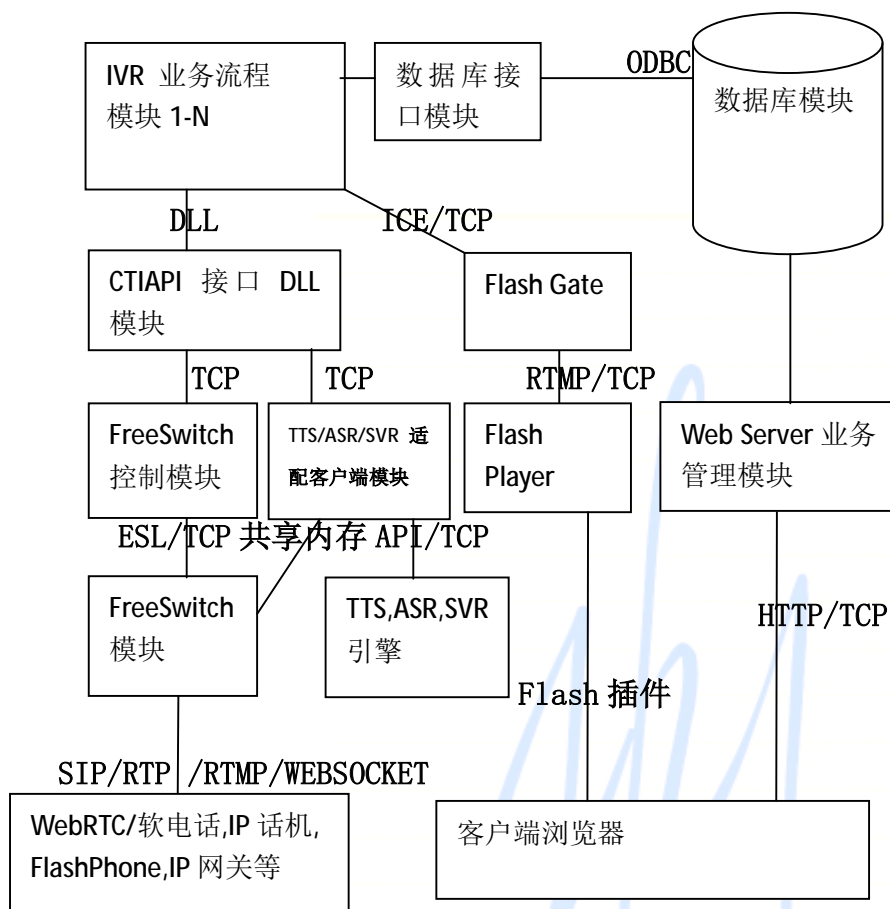 IVR 业务流程
模块 1-N
数据库接
口模块
ODBC
数据库模块
DLL
ICE/TCP
CTIAPI 接口 DLL
模块
Flash Gate
TCP
TCP
RTMP/TCP
FreeSwitch
控制模块
TTS/ASR/SVR 适
配客户端模块
Flash
Player
Web Server 业务
管理模块
ESL/TCP 共享内存 API/TCP
FreeSwitch
模块
TTS,ASR,SVR
引擎
HTTP/TCP
Flash 插件
SIP/RTP /RTMP/WEBSOCKET
WebRTC/软电话,IP 话机,
FlashPhone,IP 网关等
客户端浏览器